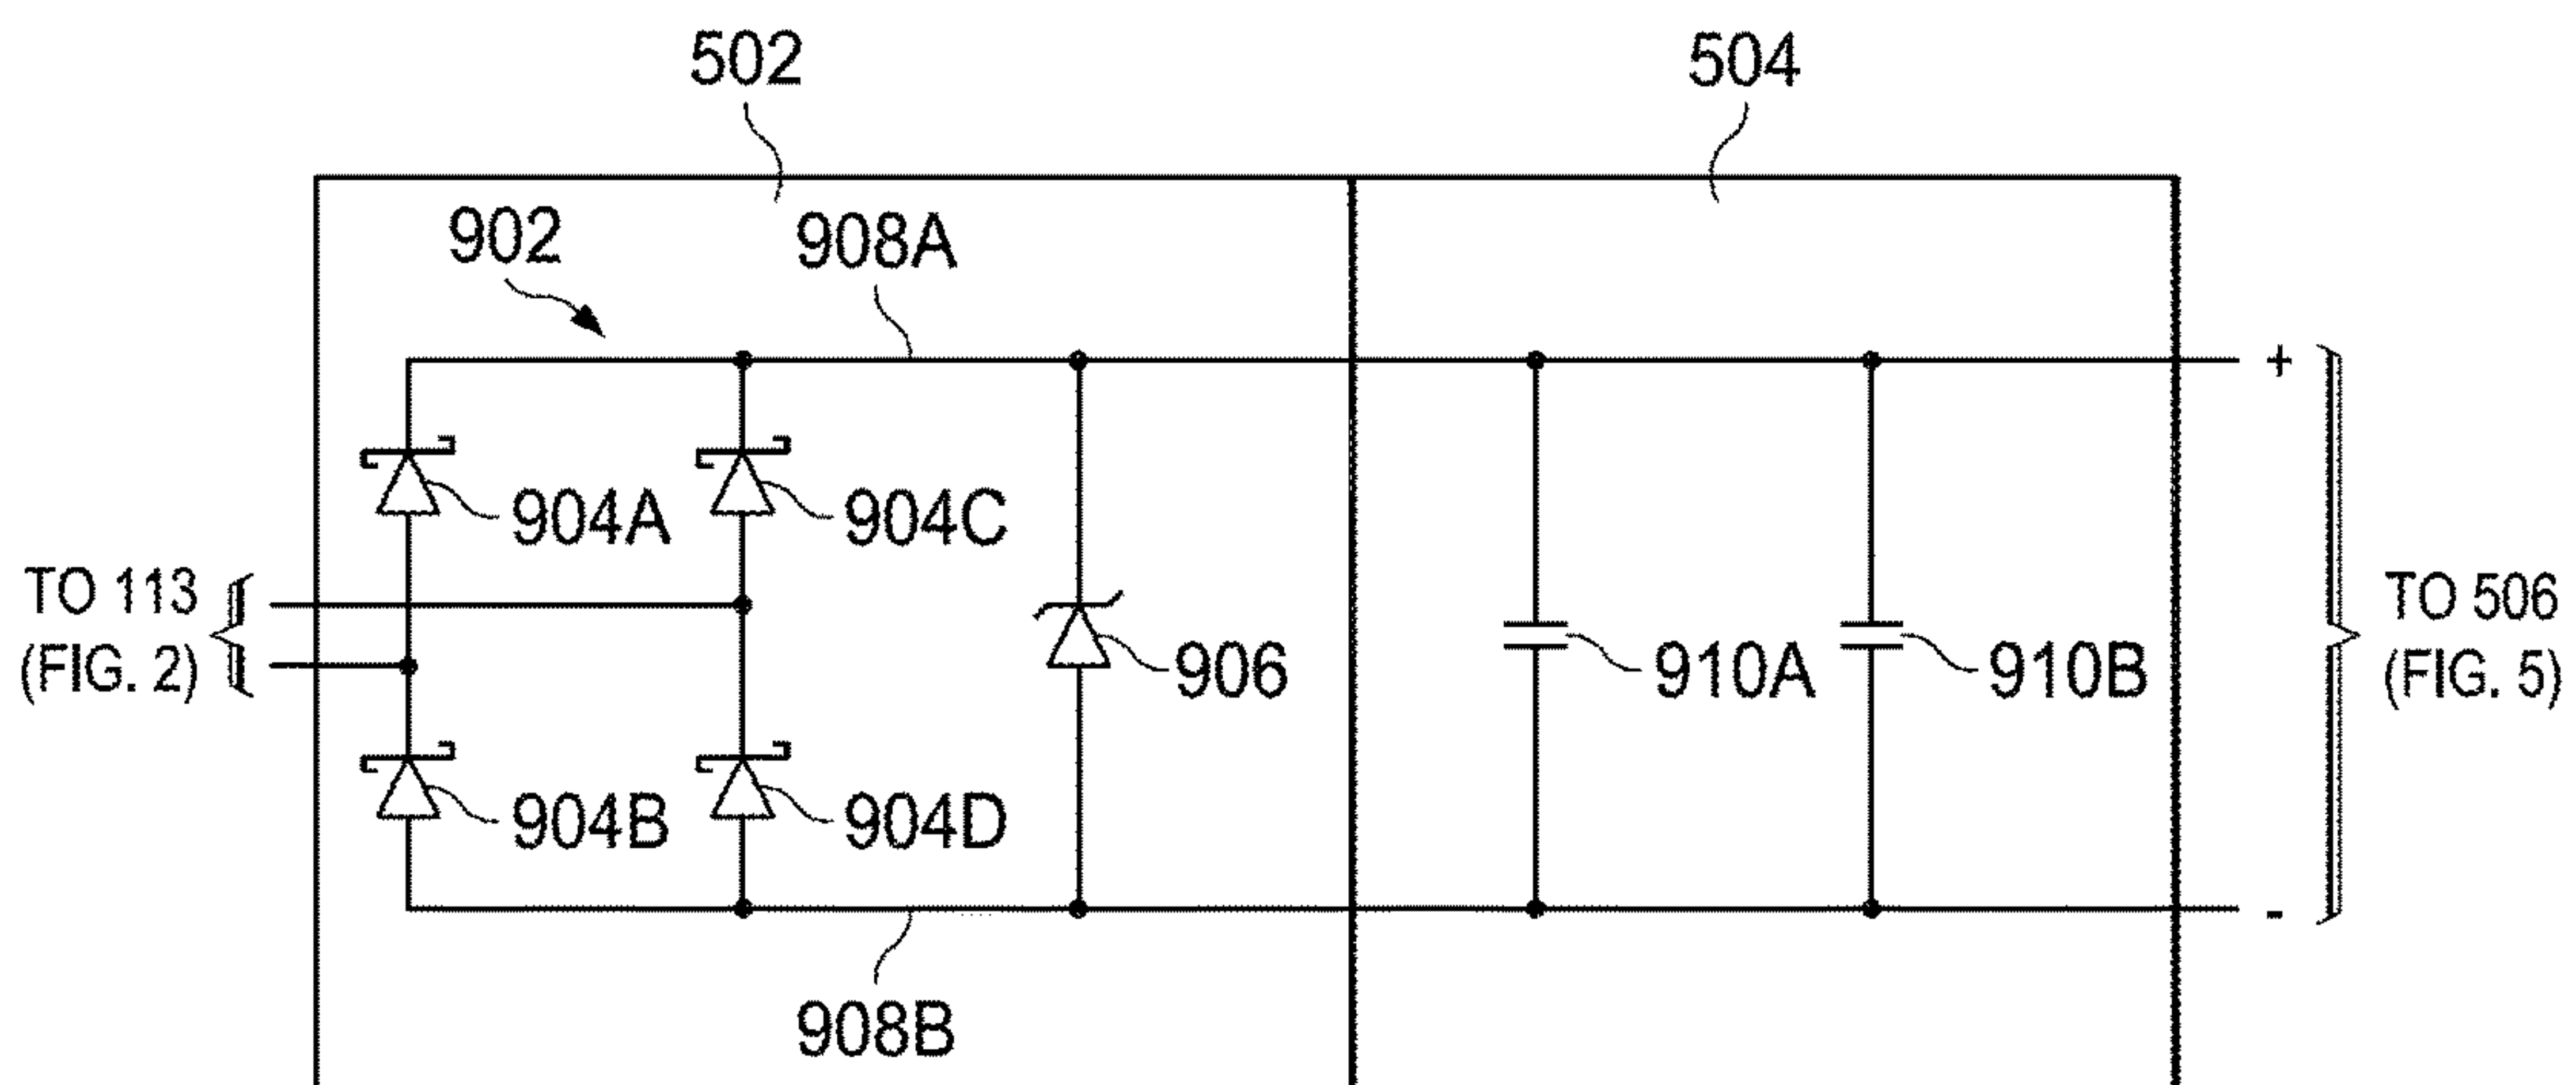 502
504
902
908A
+
904A
904C
TO 113
(FIG. 2)
906
910A
910B
TO 506
(FIG. 5)
904B
904D
-
908B